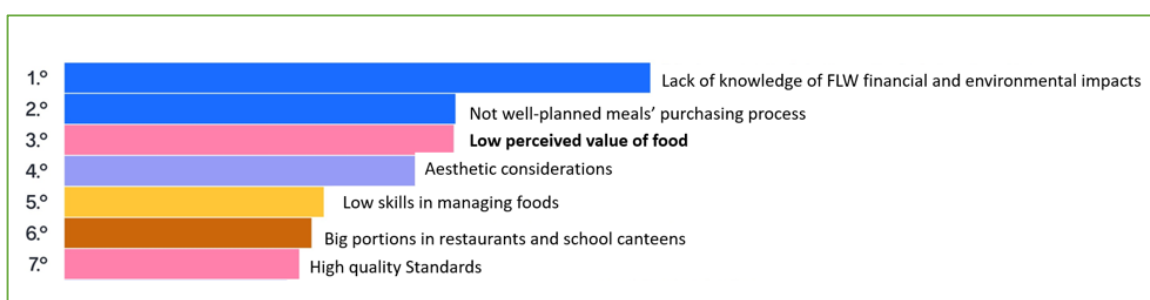 1.º Lack of knowledge of FLW financial and environmental impacts
2.º Not well-planned meals’ purchasing process
3.º Low perceived value of food
4.º Aesthetic considerations
5.º Low skills in managing foods
6.º Big portions in restaurants and school canteens
7.º High quality Standards